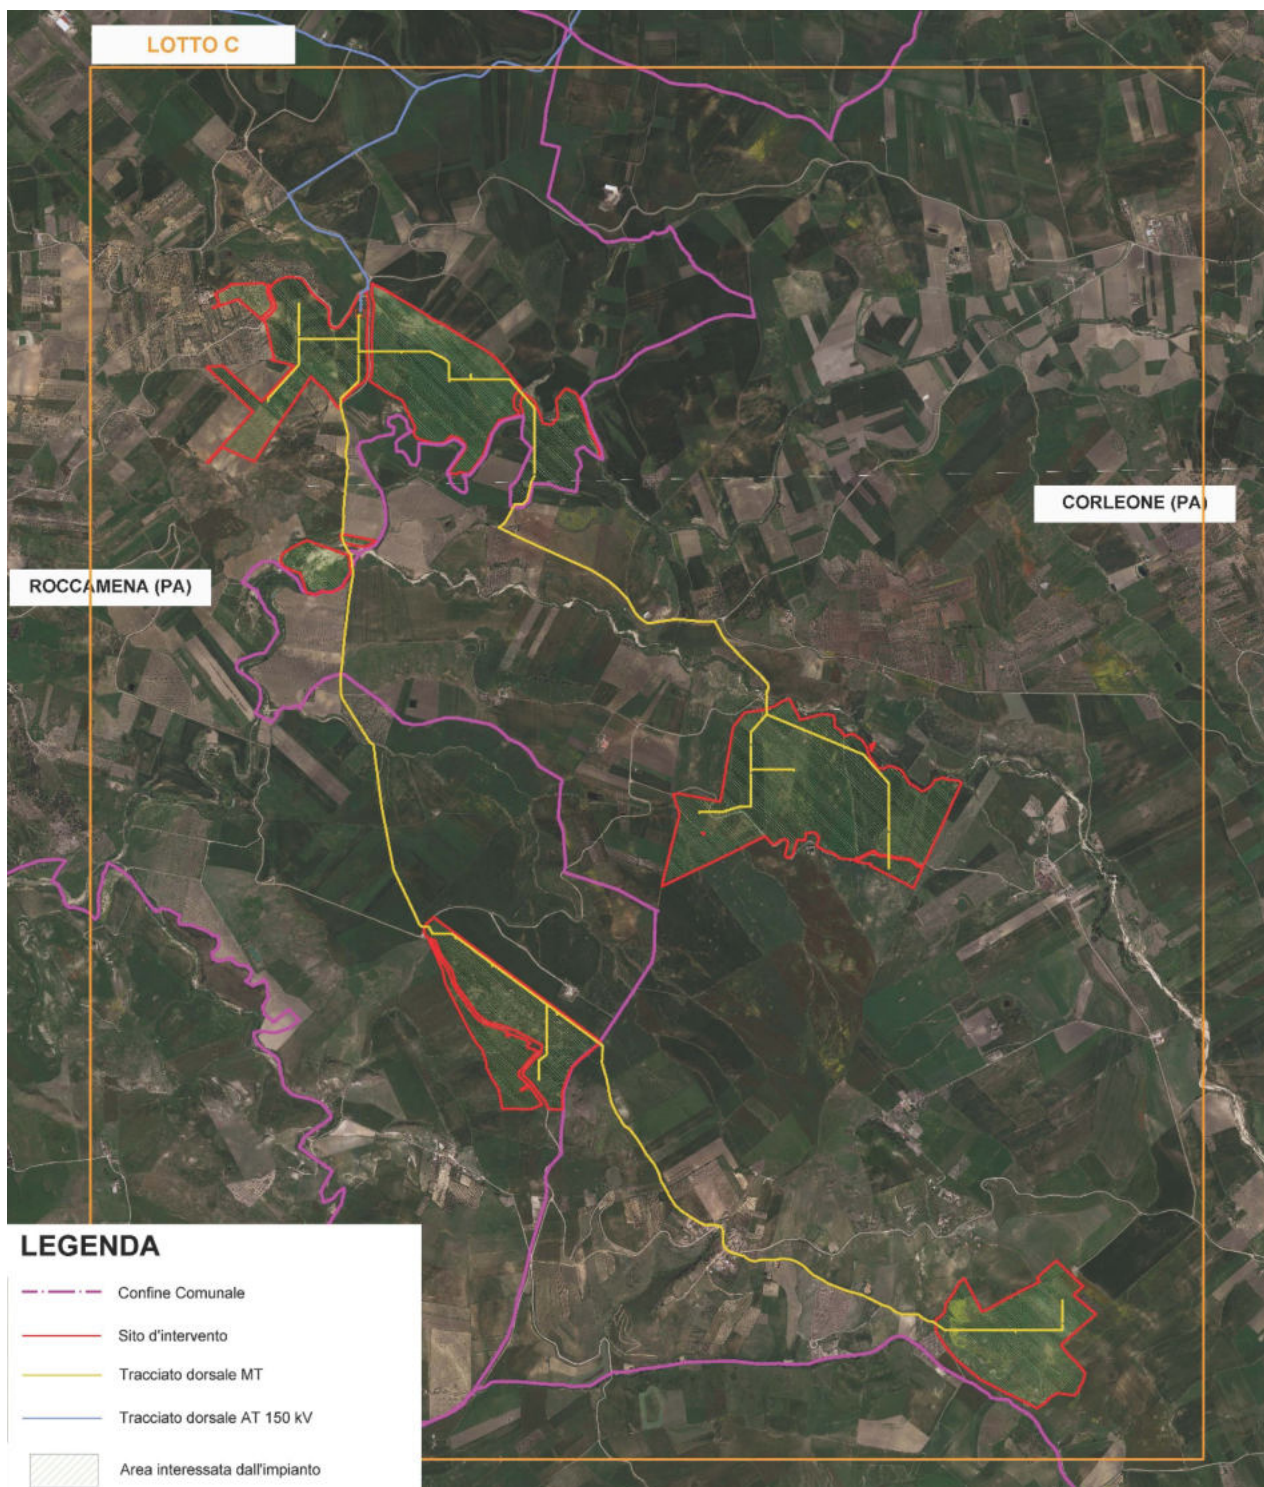 LOTTO C
CORLEONE (PA)
ROCCAMENA (PA)
LEGENDA
Confine Comunale
Sito d'intervento
Tracciato dorsale MT
Tracciato dorsale AT 150 kV
Area interessata dall'impianto